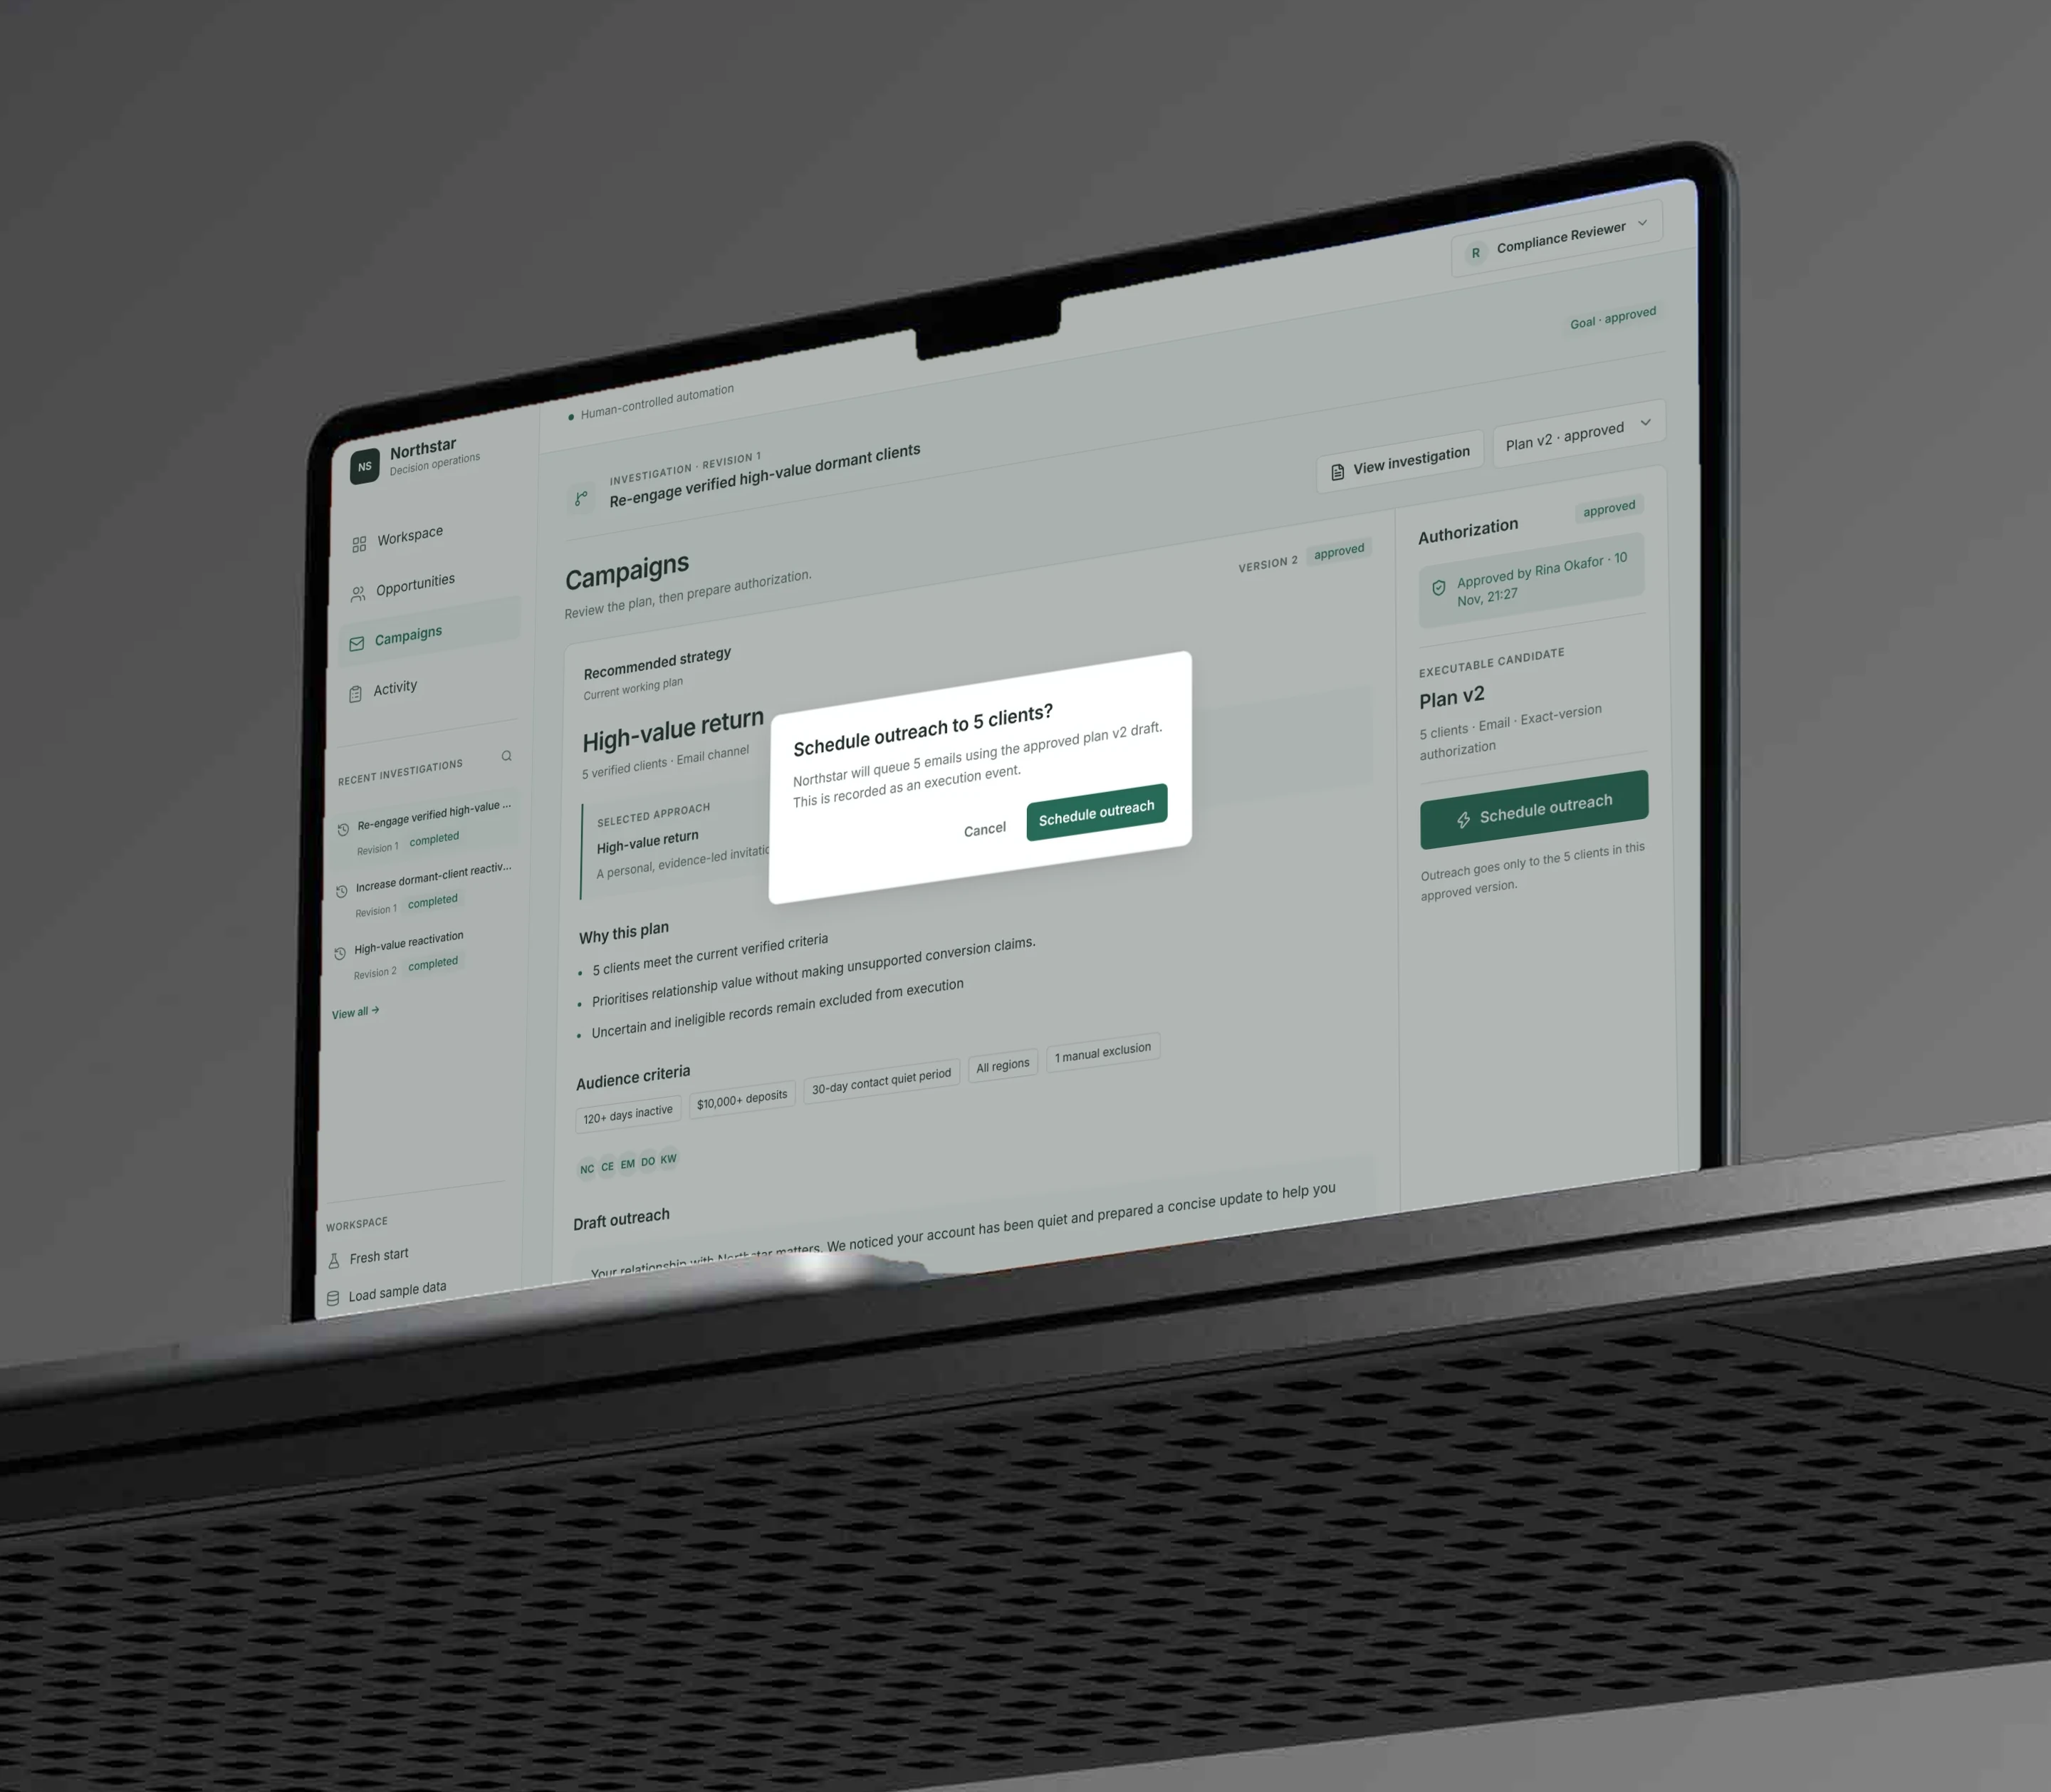 R Compliance Reviewer
Goal · approved
Human-controlled automation
NS Northstar
Decision operations
Workspace
Opportunities
Campaigns
Activity
RECENT INVESTIGATIONS
Re-engage verified high-value ...
Revision 1 completed
Increase dormant-client reactiv...
Revision 1 completed
High-value reactivation
Revision 2 completed
View all →
WORKSPACE
Fresh start
Load sample data
INVESTIGATION · REVISION 1
Re-engage verified high-value dormant clients
View investigation
Plan v2 · approved
Campaigns
Review the plan, then prepare authorization.
Recommended strategy
Current working plan
VERSION 2 approved
High-value return
5 verified clients · Email channel
SELECTED APPROACH
High-value return
A personal, evidence-led
Schedule outreach to 5 clients?
Northstar will queue 5 emails using the approved plan v2 draft.
This is recorded as an execution event.
Cancel
Schedule outreach
Why this plan
• 5 clients meet the current verified criteria
• Prioritises relationship value without making unsupported conversion claims.
• Uncertain and ineligible records remain excluded from execution
Audience criteria
120+ days inactive
$10,000+ deposits
30-day contact quiet period
All regions
1 manual exclusion
NC CE EM DO KW
Draft outreach
Your relationship with Northstar matters. We noticed your account has been quiet and prepared a concise update to help you
Authorization
approved
Approved by Rina Okafor · 10
Nov, 21:27
EXECUTABLE CANDIDATE
Plan v2
5 clients · Email · Exact-version
authorization
Schedule outreach
Outreach goes only to the 5 clients in this
approved version.